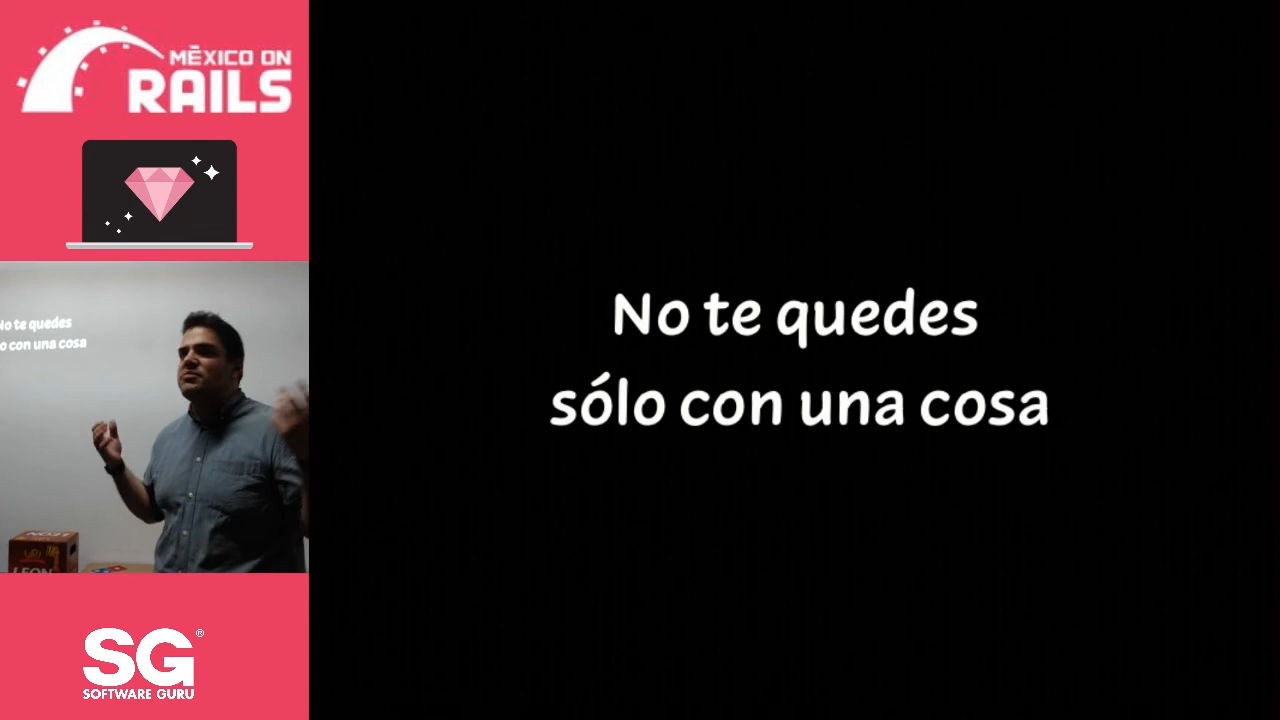 MÉXICO ON
RAILS
No te quedes
sólo con una cosa
No te quedes
o con una cosa
LEON
SG®
SOFTWARE GURU